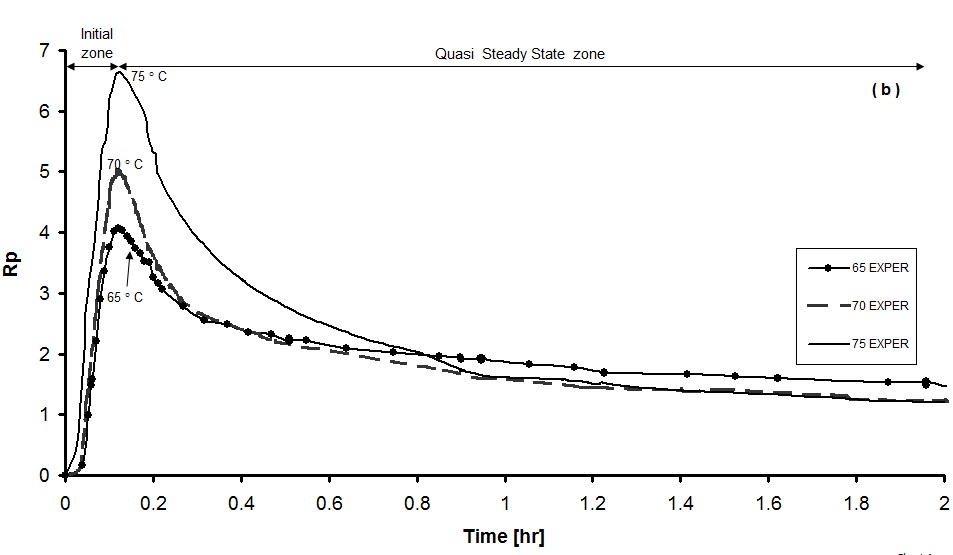 Initial
zone
Quasi Steady State zone
( b )
7
6
5
4
3
2
1
0
Rp
75 ° C
70 ° C
65 ° C
65 EXPER
70 EXPER
75 EXPER
0 0.2 0.4 0.6 0.8 1 1.2 1.4 1.6 1.8 2
Time [hr]